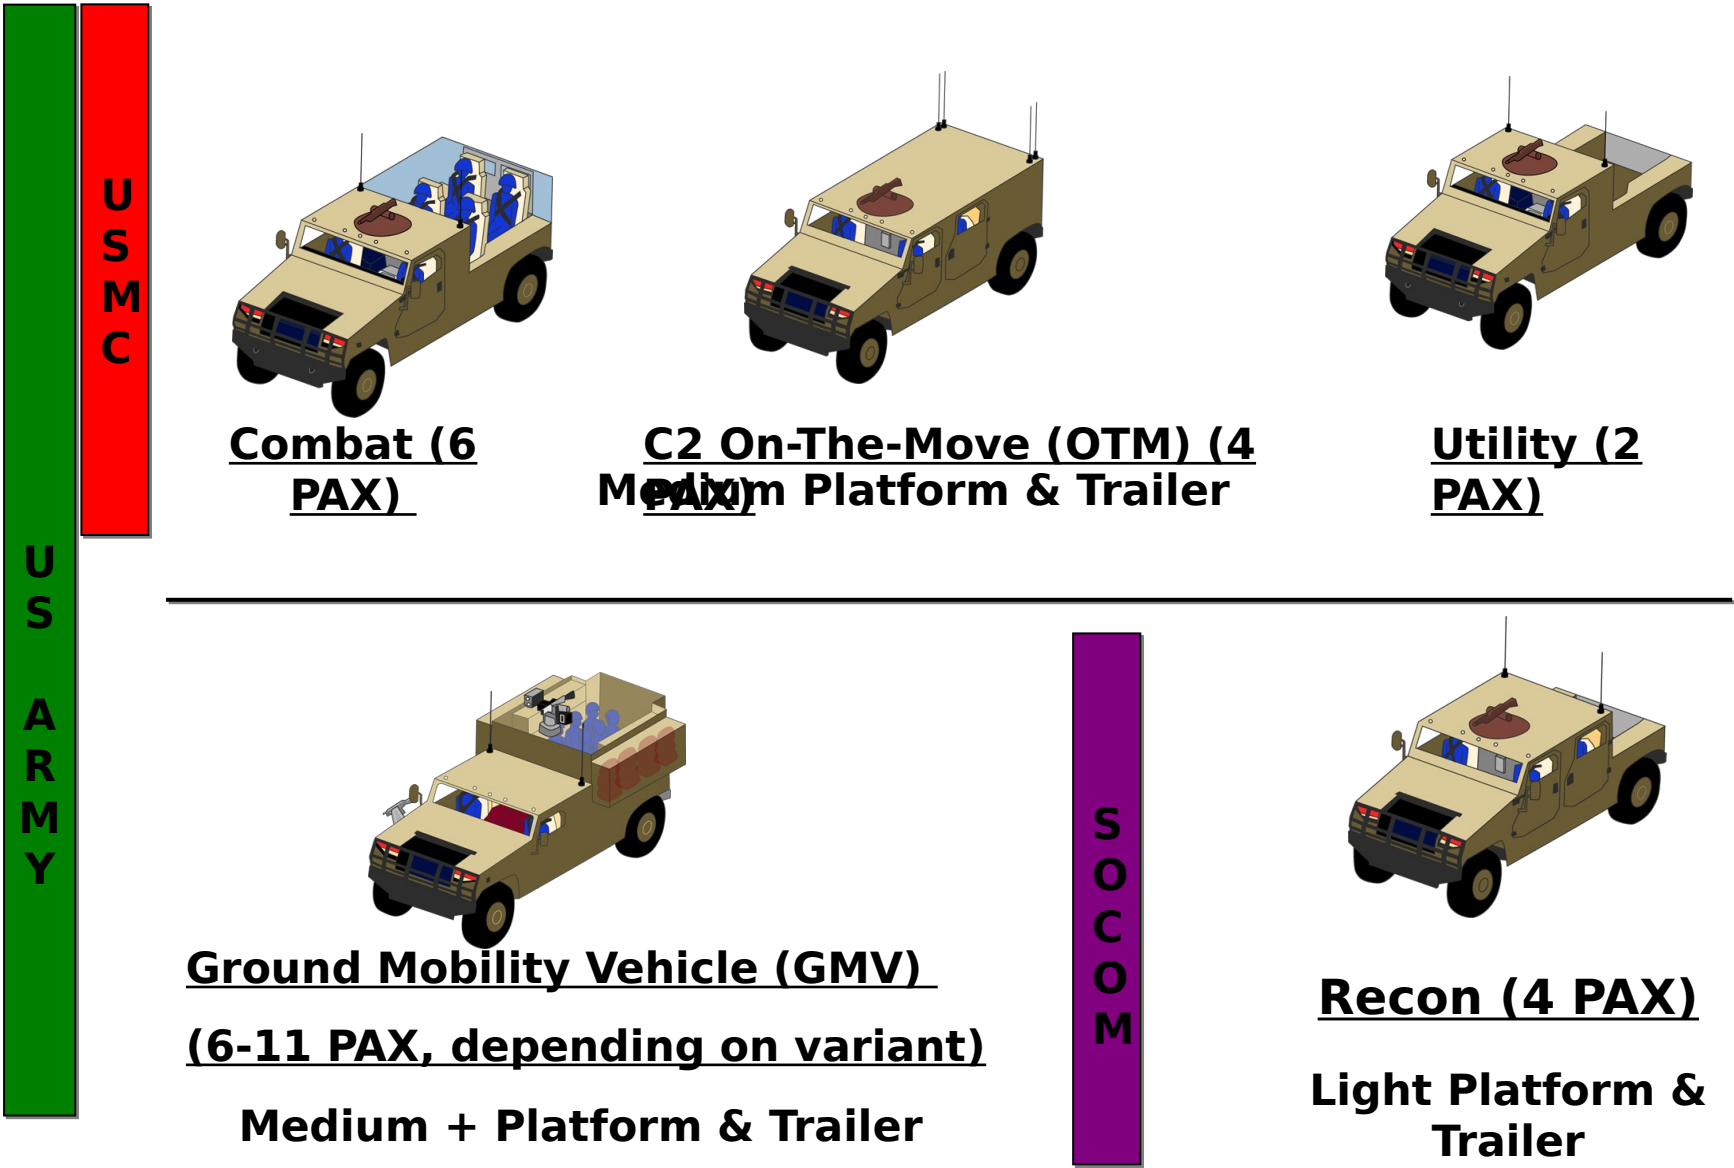 US ARMY
USMC
Combat (6
PAX)
C2 On-The-Move (OTM) (4
PAX)
Medium Platform & Trailer
Utility (2
PAX)
Ground Mobility Vehicle (GMV)
(6-11 PAX, depending on variant)
Medium + Platform & Trailer
SOCOM
Recon (4 PAX)
Light Platform &
Trailer